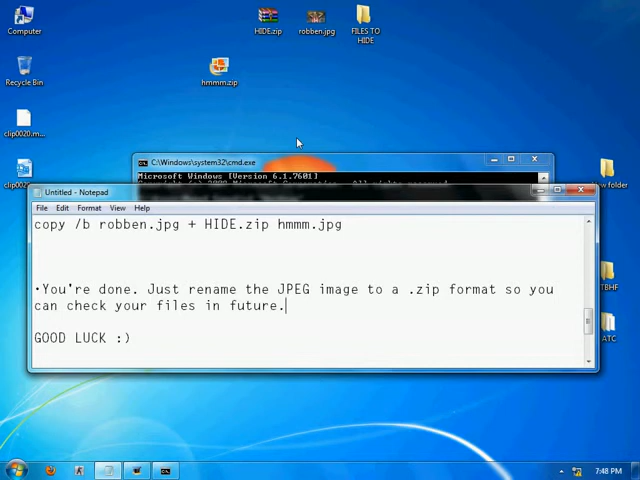 Computer
HIDE.zip
robben.jpg
FILES TO HIDE
Recycle Bin
hmmm.zip
clip0020.m...
C:\Windows\system32\cmd.exe
Microsoft Windows [Version 6.1.7601]
Untitled - Notepad
File Edit Format View Help
copy /b robben.jpg + HIDE.zip hmmm.jpg
•You're done. Just rename the JPEG image to a .zip format so you
can check your files in future.
GOOD LUCK :)
TBHF
ATC
7:48 PM